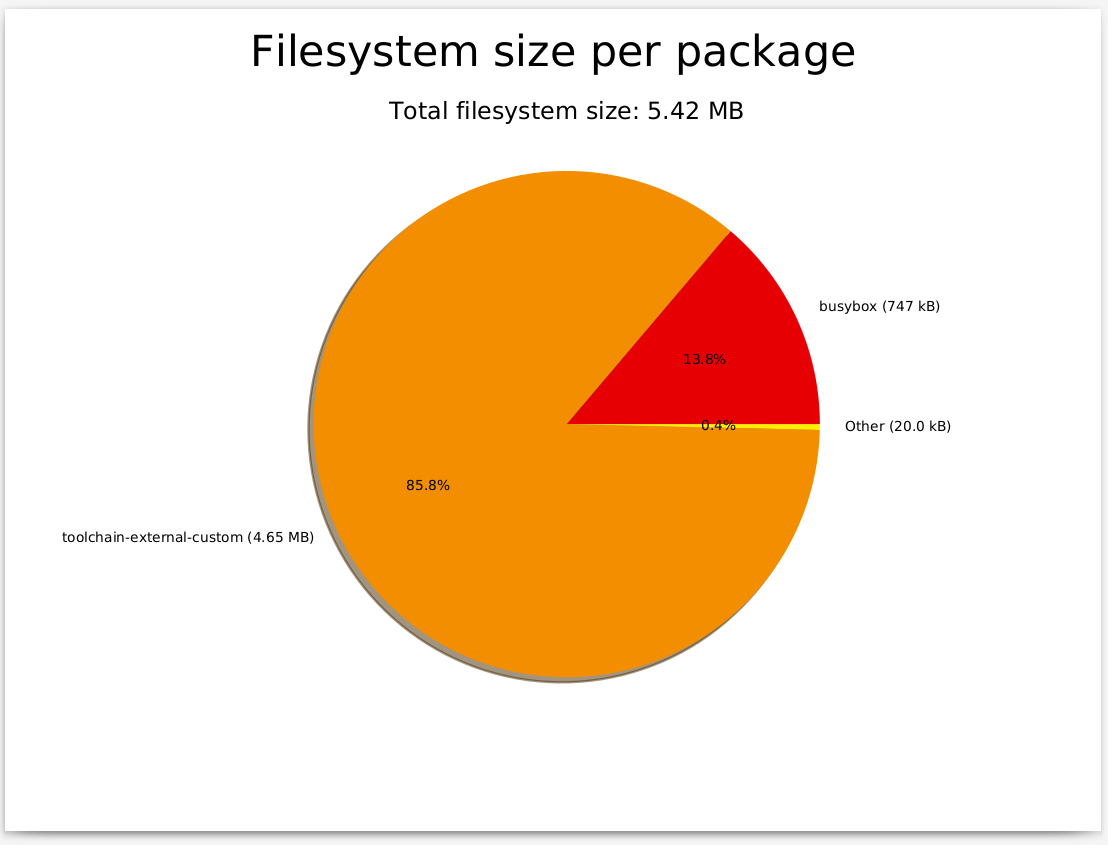 Filesystem size per package
Total filesystem size: 5.42 MB
busybox (747 kB)
13.8%
0.4%
Other (20.0 kB)
85.8%
toolchain-external-custom (4.65 MB)